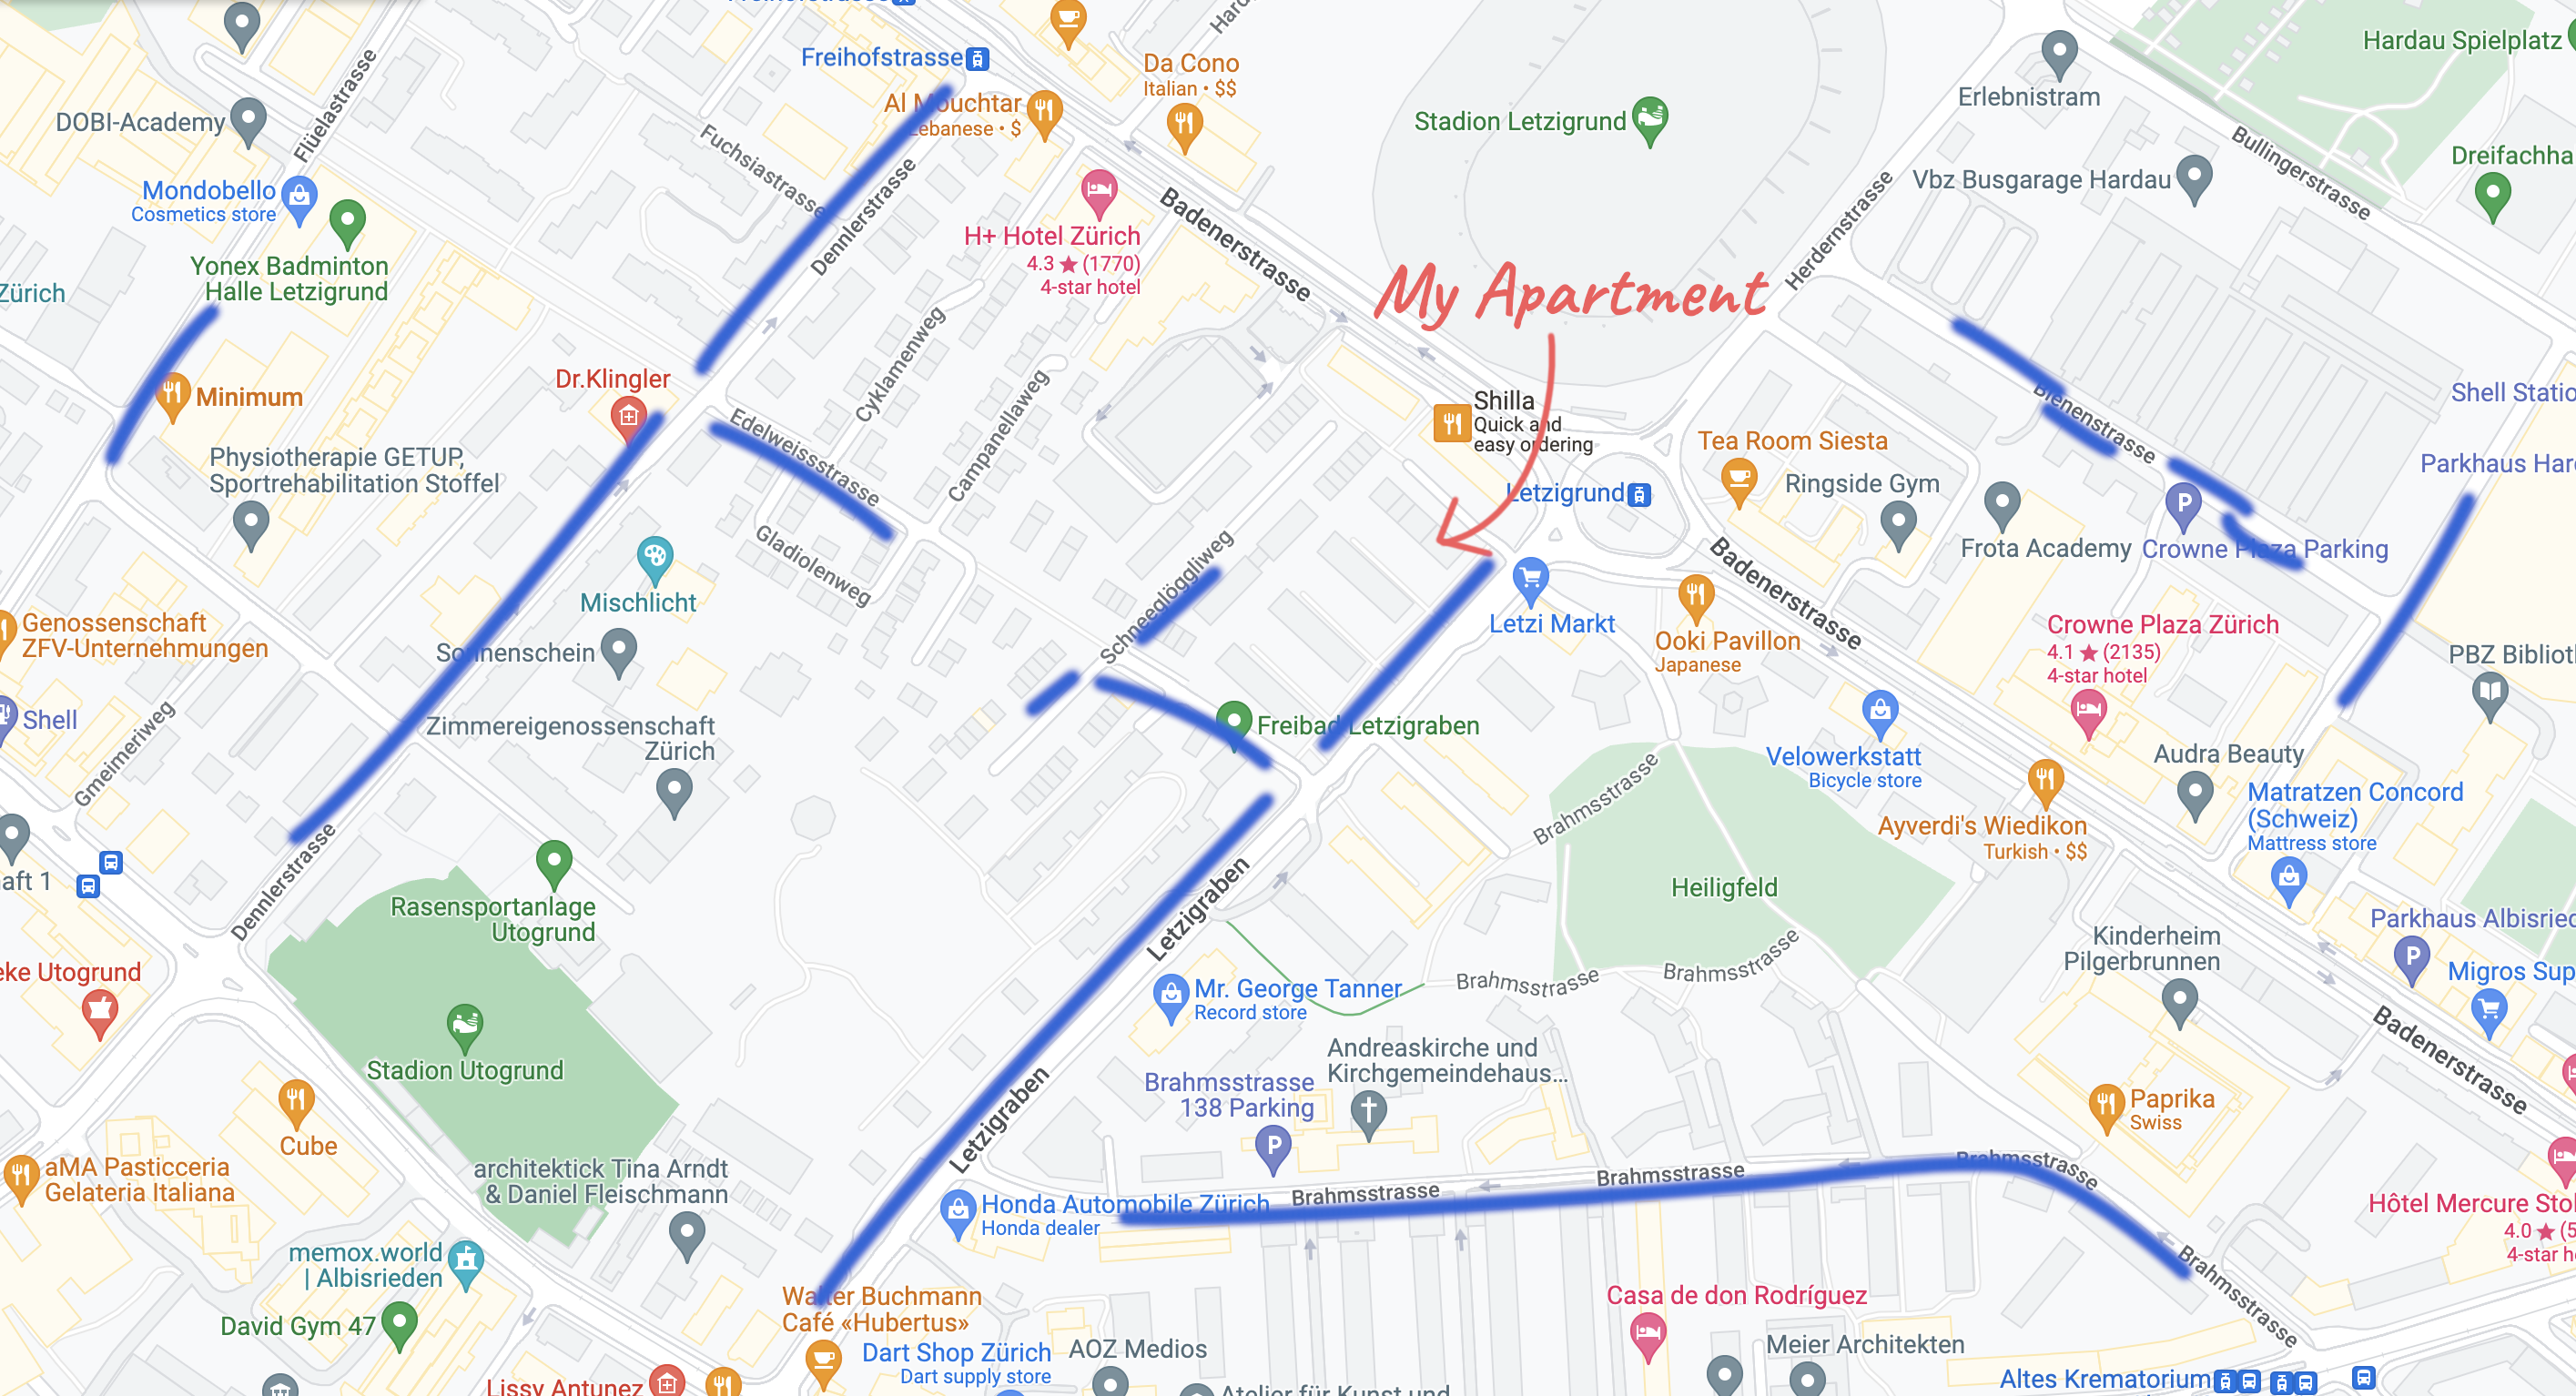 Freihofstrasse
Hardau Spielplatz
Da Cono
Italian • $$
Al Mouchtar
Lebanese • $
Stadion Letzigrund
Erlebnistram
DOBI-Academy
Flüelastrasse
Fuchsiastrasse
Dennlerstrasse
Bullingerstrasse
Dreifachha
Vbz Busgarage Hardau
Mondobello
Cosmetics store
Yonex Badminton
Halle Letzigrund
Zürich
H+ Hotel Zürich
4.3 ★ (1770)
4-star hotel
Badenerstrasse
Herdernstrasse
My Apartment
Minimum
Dr.Klingler
Cyklamenweg
Campanellaweg
Edelweissstrasse
Shilla
Quick and
easy ordering
Bienenstrasse
Shell Statio
Parkhaus Har
Tea Room Siesta
Ringside Gym
Letzigrund
Physiotherapie GETUP,
Sportrehabilitation Stoffel
Gladiolenweg
Schneeglöggliweg
Frota Academy
Crowne Plaza Parking
Badenerstrasse
Mischlicht
Letzi Markt
Ooki Pavillon
Japanese
Genossenschaft
ZFV-Unternehmungen
Sonnenschein
Crowne Plaza Zürich
4.1 ★ (2135)
4-star hotel
PBZ Bibliot
Shell
Gmeimeriweg
Zimmereigenossenschaft
Zürich
Freibad Letzigraben
Velowerkstatt
Bicycle store
Audra Beauty
Brahmsstrasse
Matratzen Concord
(Schweiz)
Mattress store
Ayverdi's Wiedikon
Turkish • $$
aft 1
Dennlerstrasse
Rasensportanlage
Utogrund
Letzigraben
Heiligfeld
Parkhaus Albisried
Kinderheim
Pilgerbrunnen
Brahmsstrasse
Brahmsstrasse
eke Utogrund
Mr. George Tanner
Record store
Migros Sup
Badenerstrasse
Stadion Utogrund
Andreaskirche und
Kirchgemeindehaus...
Brahmsstrasse
138 Parking
Letzigraben
Cube
Paprika
Swiss
aMA Pasticceria
Gelateria Italiana
architektick Tina Arndt
& Daniel Fleischmann
Brahmsstrasse
Brahmsstrasse
Brahmsstrasse
Honda Automobile Zürich
Honda dealer
Hôtel Mercure Sto
4.0 ★ (5
4-star h
memox.world
| Albisrieden
Brahmsstrasse
Walter Buchmann
Café «Hubertus»
Casa de don Rodríguez
David Gym 47
Dart Shop Zürich
Dart supply store
AOZ Medios
Meier Architekten
Altes Krematorium
Lissy Antunez
Atelier für Kunst und